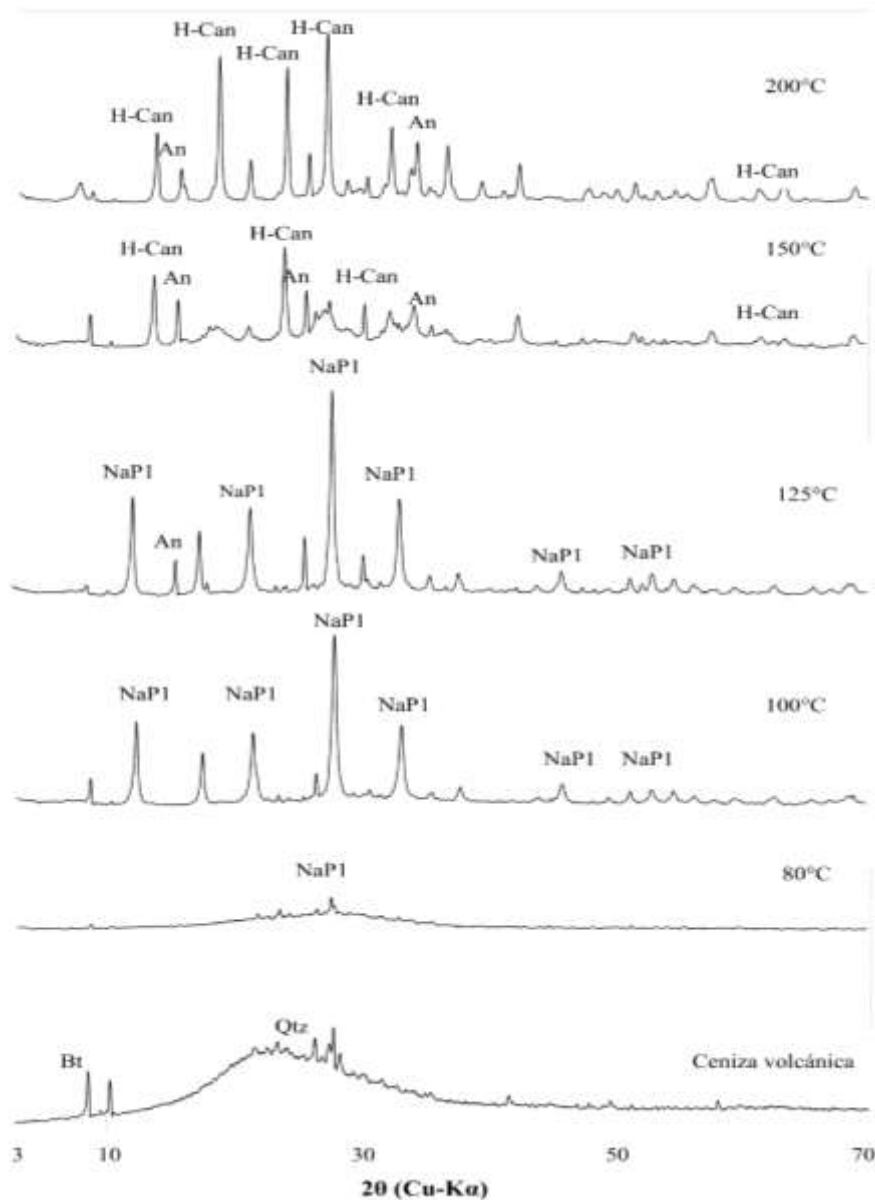 H-Can
H-Can
H-Can
H-Can
H-Can
An
An
H-Can
200°C
H-Can
H-Can
An
An
H-Can
An
H-Can
150°C
NaP1
NaP1
NaP1
NaP1
An
NaP1
NaP1
125°C
NaP1
NaP1
NaP1
NaP1
NaP1
NaP1
100°C
NaP1
80°C
Qtz
Bt
Ceniza volcánica
3 10 30 50 70
2θ (Cu-Kα)